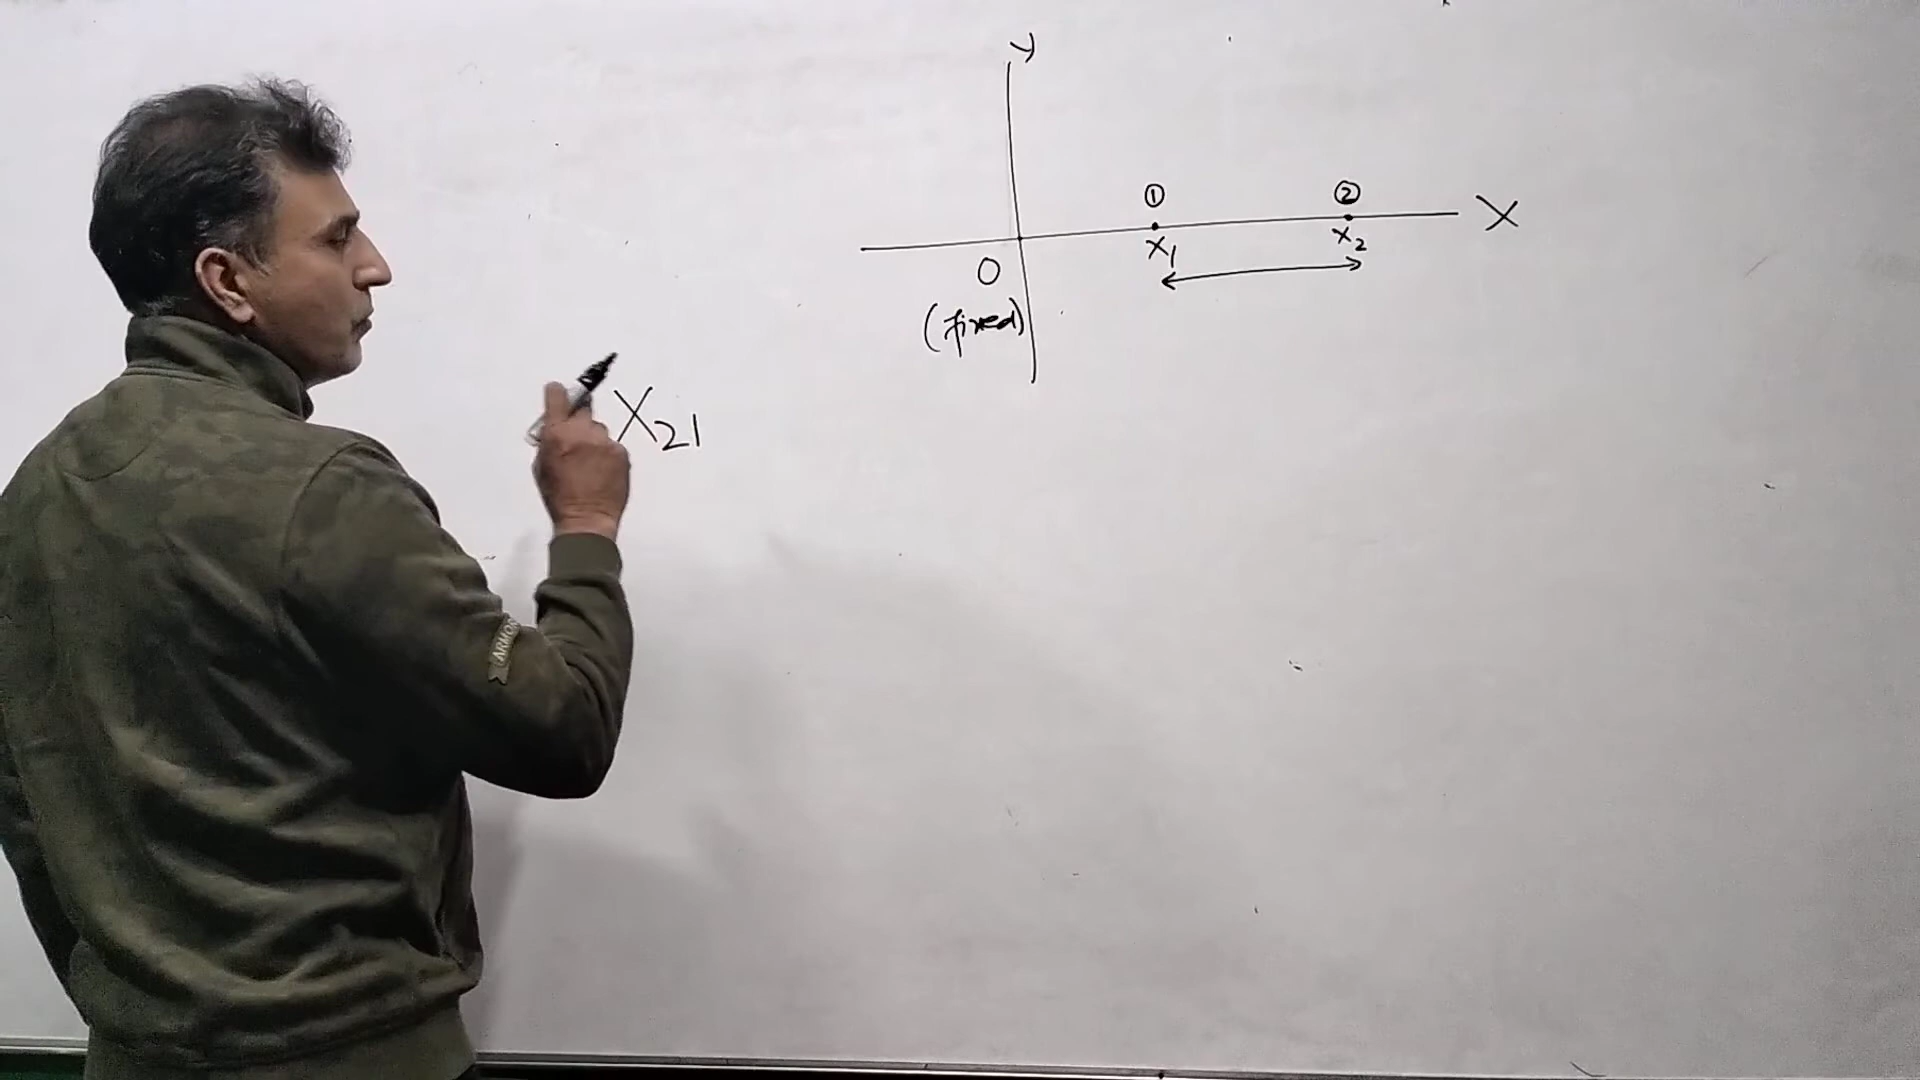 y
① ②
X
x₁ x₂
O
(fixed)
X₂₁